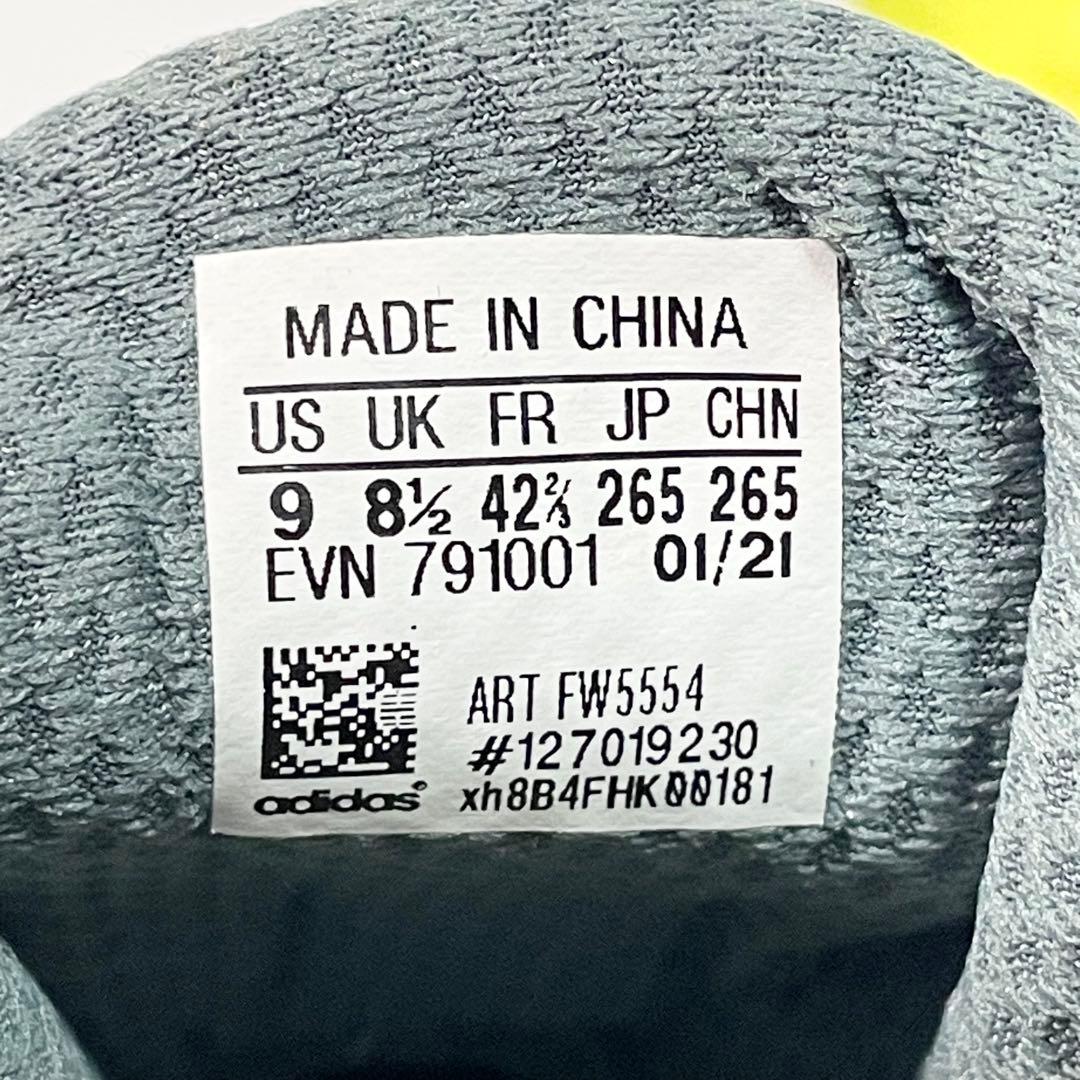 MADE IN CHINA
US UK FR JP CHN
9 8½ 42⅔ 265 265
EVN 791001 01/21
ART FW5554
#127019230
adidas xh8B4FHK00181